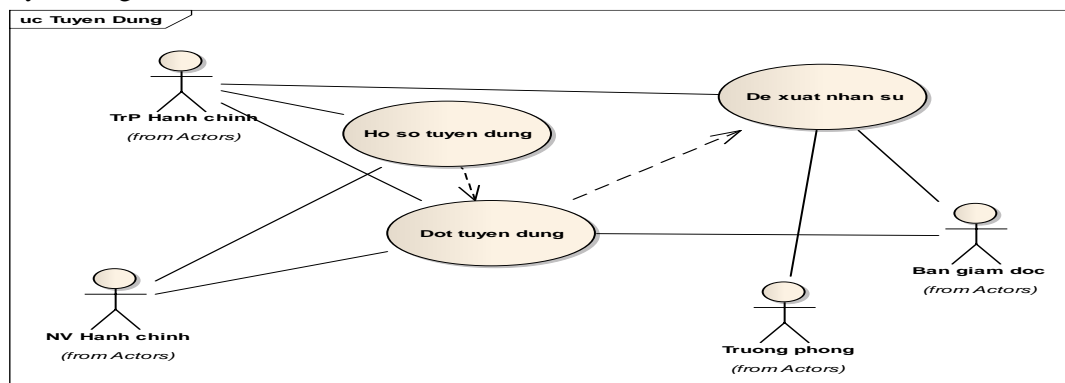 uc Tuyen Dung
TrP Hanh chinh
(from Actors)
De xuat nhan su
Ho so tuyen dung
Dot tuyen dung
Ban giam doc
(from Actors)
NV Hanh chinh
(from Actors)
Truong phong
(from Actors)